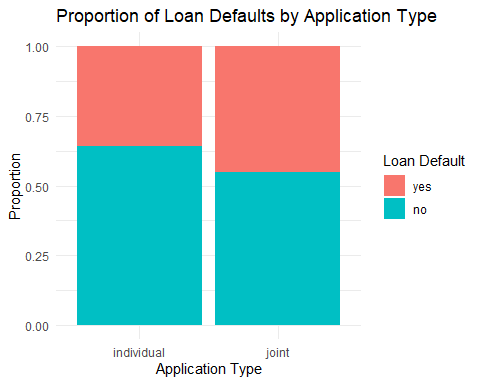 Proportion of Loan Defaults by Application Type
1.00
0.75
0.50
0.25
0.00
Proportion
individual
joint
Application Type
Loan Default
yes
no